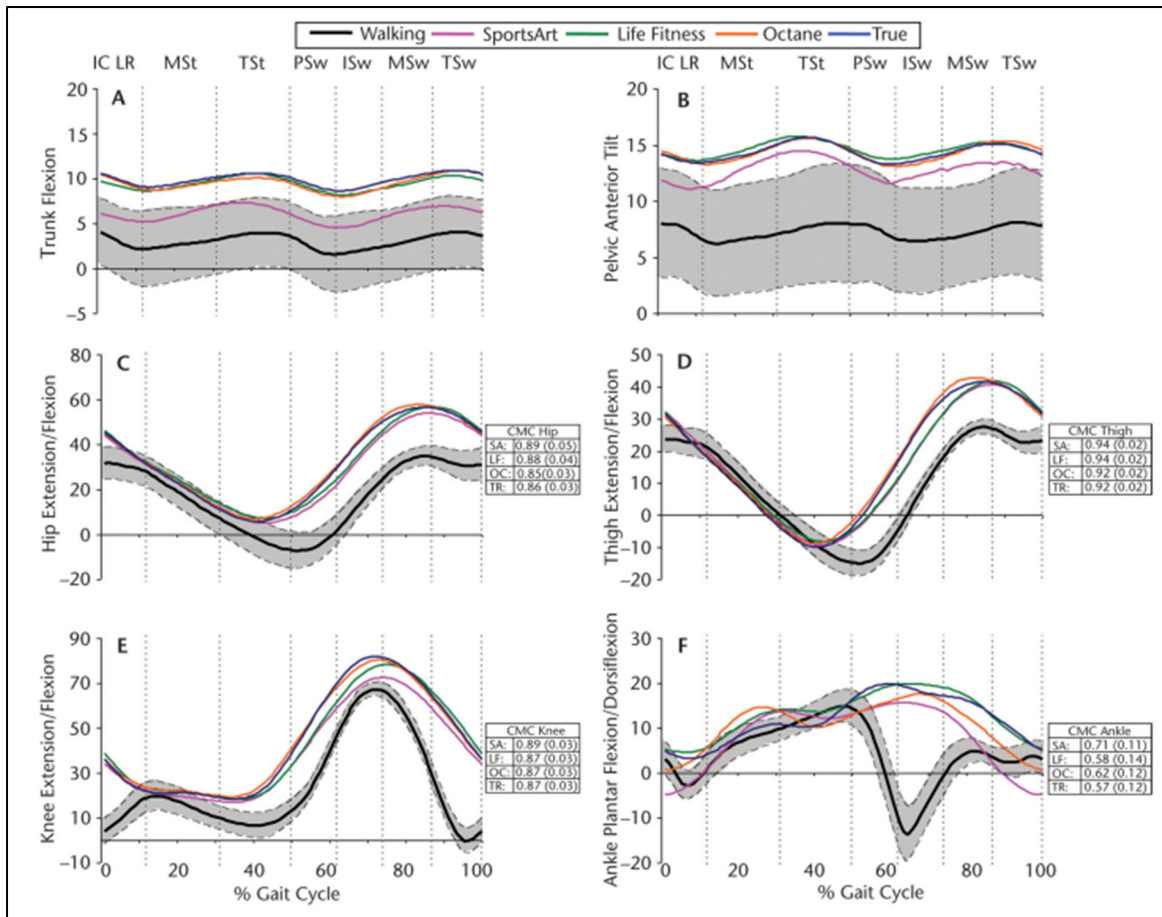 Walking SportsArt Life Fitness Octane True
IC LR MSt TSt PSw ISw MSw TSw
A
Trunk Flexion
20
15
10
5
0
−5
IC LR MSt TSt PSw ISw MSw TSw
B
Pelvic Anterior Tilt
20
15
10
5
0
C
Hip Extension/Flexion
80
60
40
20
0
−20
CMC Hip
SA: 0.89 (0.05)
LF: 0.88 (0.04)
OC: 0.85(0.03)
TR: 0.86 (0.03)
D
Thigh Extension/Flexion
50
40
30
20
10
0
−10
−20
CMC Thigh
SA: 0.94 (0.02)
LF: 0.94 (0.02)
OC: 0.92 (0.02)
TR: 0.92 (0.02)
E
Knee Extension/Flexion
90
70
50
30
10
−10
0 20 40 60 80 100
% Gait Cycle
CMC Knee
SA: 0.89 (0.03)
LF: 0.87 (0.03)
OC: 0.87 (0.03)
TR: 0.87 (0.03)
F
Ankle Plantar Flexion/Dorsiflexion
30
20
10
0
−10
−20
0 20 40 60 80 100
% Gait Cycle
CMC Ankle
SA: 0.71 (0.11)
LF: 0.58 (0.14)
OC: 0.62 (0.12)
TR: 0.57 (0.12)